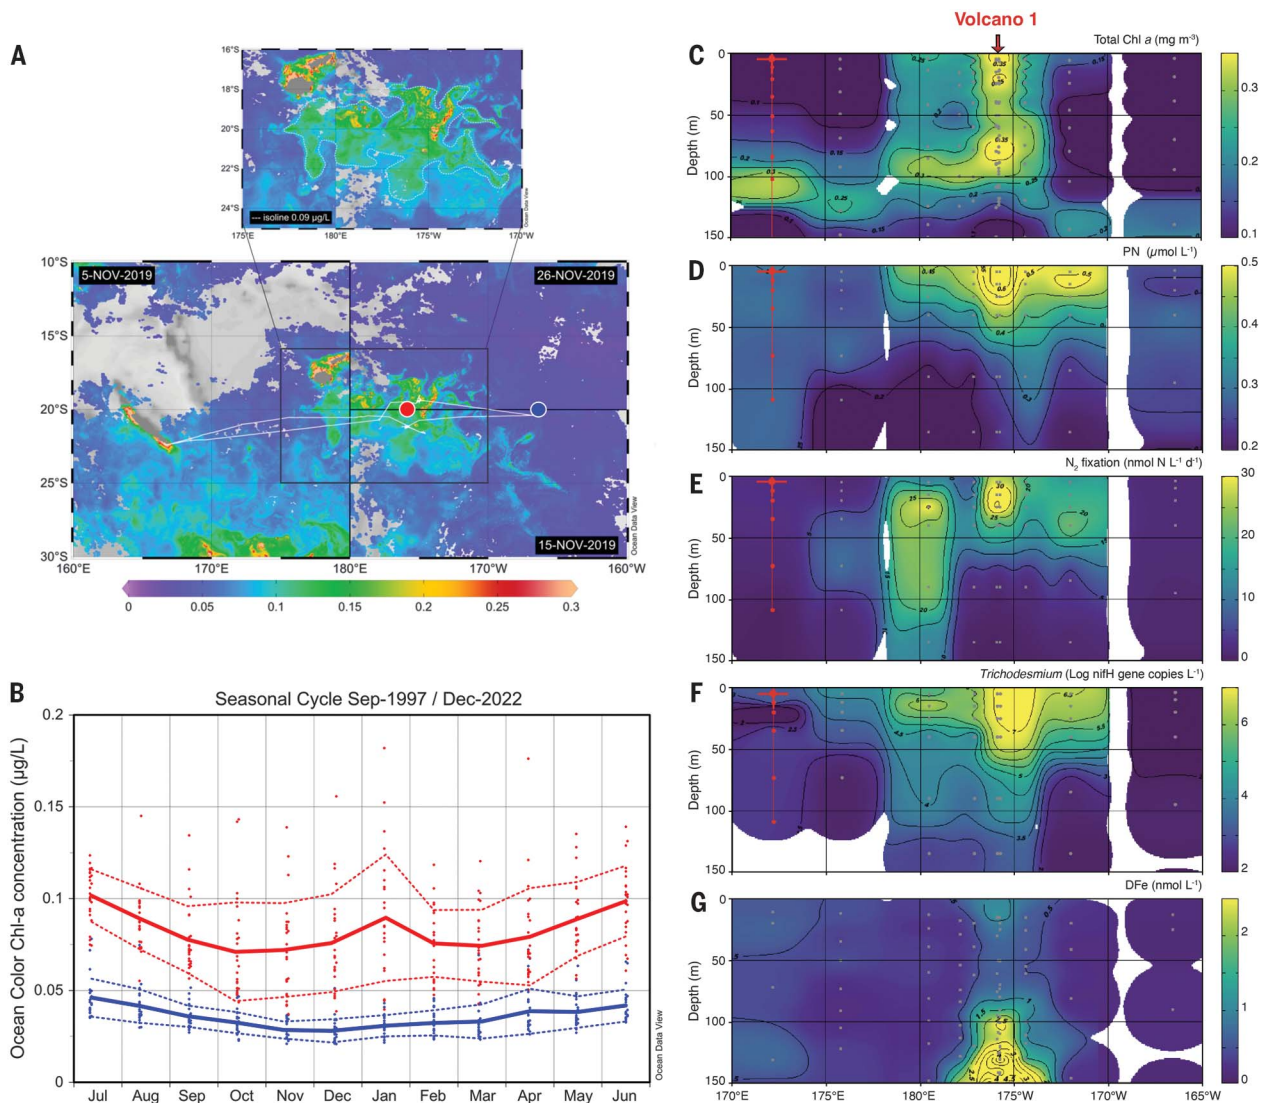 A
16°S
18°S
20°S
22°S
24°S
--- isoline 0.09 µg/L
Ocean Data View
175°E
180°E
175°W
170°W
10°S
15°S
20°S
25°S
30°S
5-NOV-2019
26-NOV-2019
15-NOV-2019
Ocean Data View
160°E
170°E
180°E
170°W
160°W
0
0.05
0.1
0.15
0.2
0.25
0.3
B
Seasonal Cycle Sep-1997 / Dec-2022
Ocean Color Chl-a concentration (µg/L)
0.2
0.15
0.1
0.05
0
Jul Aug Sep Oct Nov Dec Jan Feb Mar Apr May Jun
Ocean Data View
Volcano 1
C
Total Chl a (mg m-3)
Depth (m)
0
50
100
150
0.3
0.2
0.1
D
PN (µmol L-1)
Depth (m)
0
50
100
150
0.5
0.4
0.3
0.2
E
N2 fixation (nmol N L-1 d-1)
Depth (m)
0
50
100
150
30
20
10
0
F
Trichodesmium (Log nifH gene copies L-1)
Depth (m)
0
50
100
150
6
4
2
G
DFe (nmol L-1)
Depth (m)
0
50
100
150
2
1
0
170°E
175°E
180°W
175°W
170°W
165°W